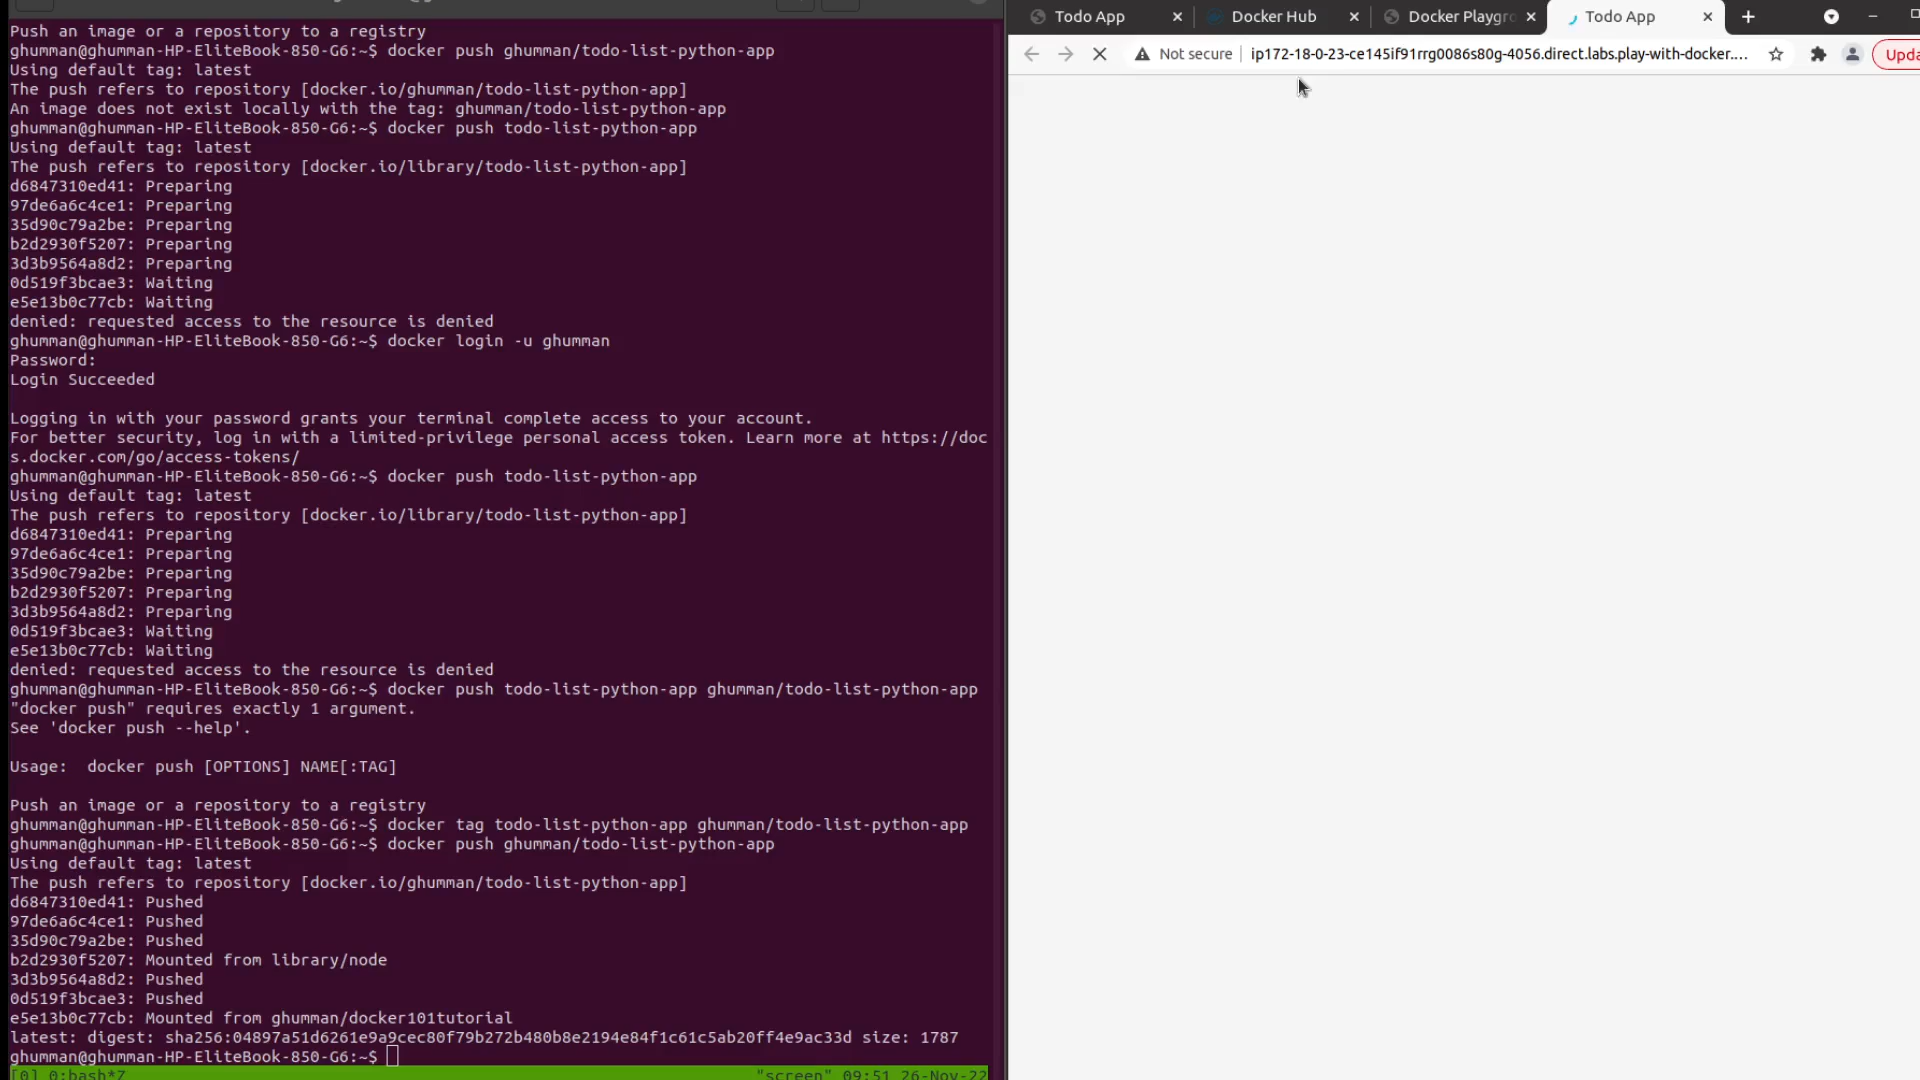 Push an image or a repository to a registry
ghumman@ghumman-HP-EliteBook-850-G6:~$ docker push ghumman/todo-list-python-app
Using default tag: latest
The push refers to repository [docker.io/ghumman/todo-list-python-app]
An image does not exist locally with the tag: ghumman/todo-list-python-app
ghumman@ghumman-HP-EliteBook-850-G6:~$ docker push todo-list-python-app
Using default tag: latest
The push refers to repository [docker.io/library/todo-list-python-app]
d6847310ed41: Preparing
97de6a6c4ce1: Preparing
35d90c79a2be: Preparing
b2d2930f5207: Preparing
3d3b9564a8d2: Preparing
0d519f3bcae3: Waiting
e5e13b0c77cb: Waiting
denied: requested access to the resource is denied
ghumman@ghumman-HP-EliteBook-850-G6:~$ docker login -u ghumman
Password:
Login Succeeded
Logging in with your password grants your terminal complete access to your account.
For better security, log in with a limited-privilege personal access token. Learn more at https://doc
s.docker.com/go/access-tokens/
ghumman@ghumman-HP-EliteBook-850-G6:~$ docker push todo-list-python-app
Using default tag: latest
The push refers to repository [docker.io/library/todo-list-python-app]
d6847310ed41: Preparing
97de6a6c4ce1: Preparing
35d90c79a2be: Preparing
b2d2930f5207: Preparing
3d3b9564a8d2: Preparing
0d519f3bcae3: Waiting
e5e13b0c77cb: Waiting
denied: requested access to the resource is denied
ghumman@ghumman-HP-EliteBook-850-G6:~$ docker push todo-list-python-app ghumman/todo-list-python-app
"docker push" requires exactly 1 argument.
See 'docker push --help'.
Usage:  docker push [OPTIONS] NAME[:TAG]
Push an image or a repository to a registry
ghumman@ghumman-HP-EliteBook-850-G6:~$ docker tag todo-list-python-app ghumman/todo-list-python-app
ghumman@ghumman-HP-EliteBook-850-G6:~$ docker push ghumman/todo-list-python-app
Using default tag: latest
The push refers to repository [docker.io/ghumman/todo-list-python-app]
d6847310ed41: Pushed
97de6a6c4ce1: Pushed
35d90c79a2be: Pushed
b2d2930f5207: Mounted from library/node
3d3b9564a8d2: Pushed
0d519f3bcae3: Pushed
e5e13b0c77cb: Mounted from ghumman/docker101tutorial
latest: digest: sha256:04897a51d6261e9a9cec80f79b272b480b8e2194e84f1c61c5ab20ff4e9ac33d size: 1787
ghumman@ghumman-HP-EliteBook-850-G6:~$
[0] 0:bash*Z "screen" 09:51 26-Nov-22
Todo App
Docker Hub
Docker Playgr
Todo App
Not secure
ip172-18-0-23-ce145if91rrg0086s80g-4056.direct.labs.play-with-docker....
Upda